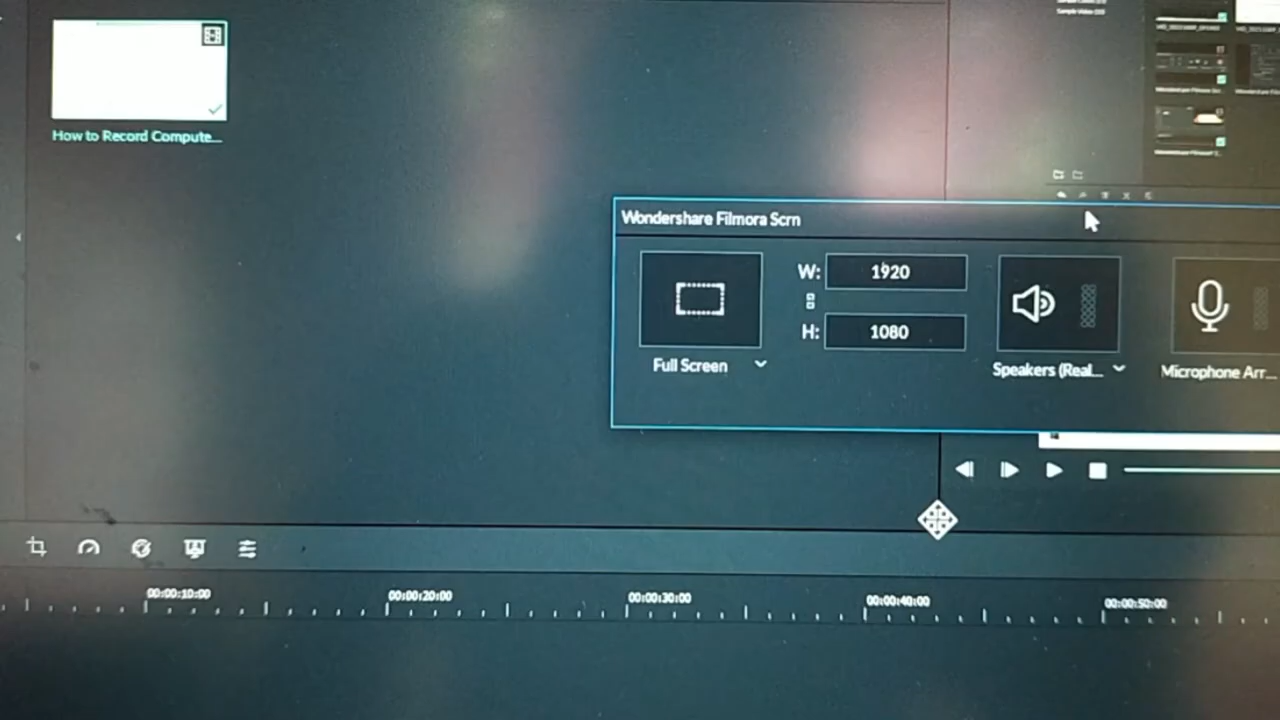 How to Record Compute...
Wondershare Filmora Scrn
W:
1920
H:
1080
Full Screen
Speakers (Real...
Microphone Arr...
00:00:10:00
00:00:20:00
00:00:30:00
00:00:40:00
00:00:50:00